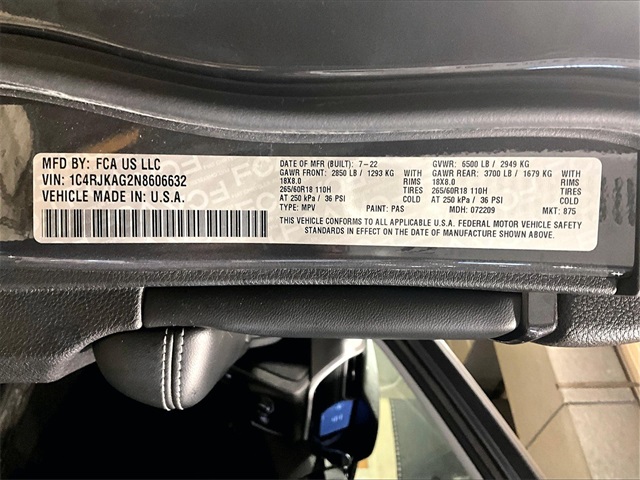 MFD BY: FCA US LLC
VIN: 1C4RJKAG2N8606632
VEHICLE MADE IN: U.S.A.
DATE OF MFR (BUILT): 7-22 GVWR: 6500 LB / 2949 KG
GAWR FRONT: 2850 LB / 1293 KG GAWR REAR: 3700 LB / 1679 KG
18X8.0 RIMS 18X8.0 RIMS
265/60R18 110H TIRES 265/60R18 110H TIRES
AT 250 kPa / 36 PSI COLD AT 250 kPa / 36 PSI COLD
TYPE: MPV PAINT: PAS MDH: 072209 MKT: 875
THIS VEHICLE CONFORMS TO ALL APPLICABLE U.S.A. FEDERAL MOTOR VEHICLE SAFETY
STANDARDS IN EFFECT ON THE DATE OF MANUFACTURE SHOWN ABOVE.